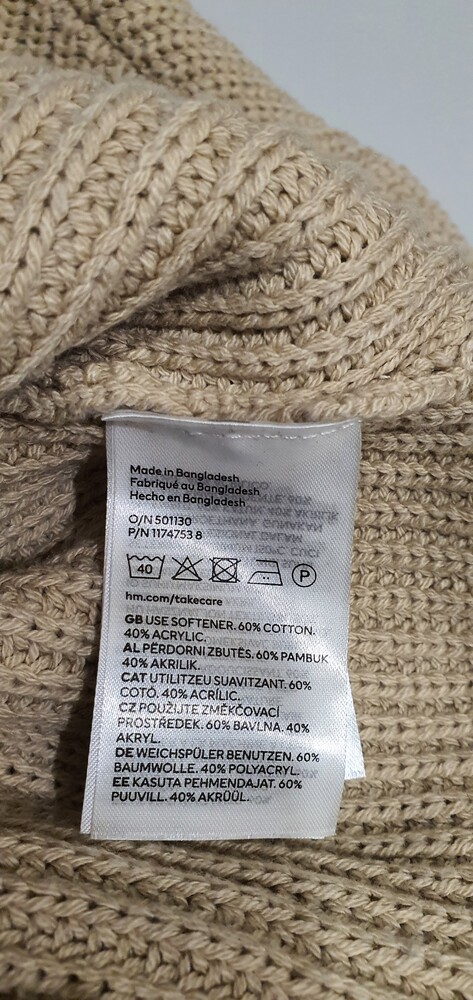 Made in Bangladesh
Fabriqué au Bangladesh
Hecho en Bangladesh
O/N 501130
P/N 1174753 8
40
P
hm.com/takecare
GB USE SOFTENER. 60% COTTON.
40% ACRYLIC.
AL PËRDORNI ZBUTËS. 60% PAMBUK
40% AKRILIK.
CAT UTILITZEU SUAVITZANT. 60%
COTÓ. 40% ACRÍLIC.
CZ POUŽIJTE ZMĚKČOVACÍ
PROSTŘEDEK. 60% BAVLNA. 40%
AKRYL.
DE WEICHSPÜLER BENUTZEN. 60%
BAUMWOLLE. 40% POLYACRYL.
EE KASUTA PEHMENDAJAT. 60%
PUUVILL. 40% AKRÜÜL.